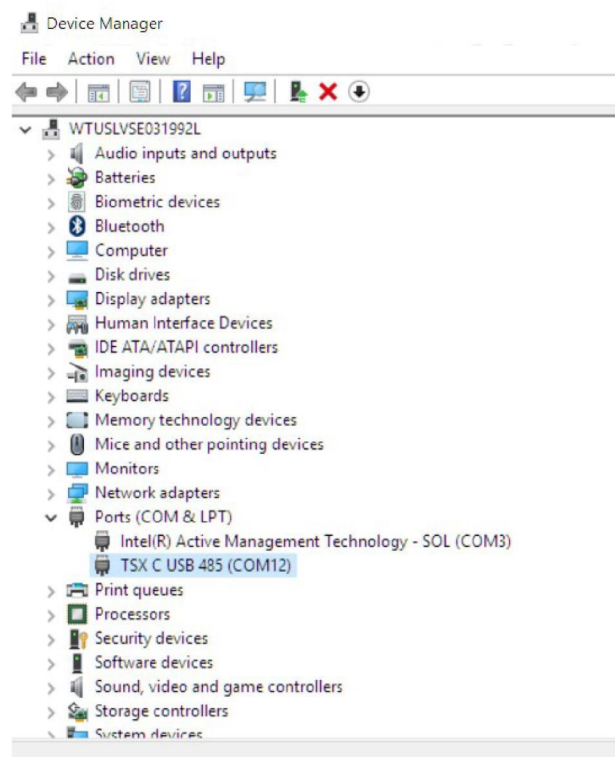 Device Manager
File Action View Help
WTUSLVSE031992L
Audio inputs and outputs
Batteries
Biometric devices
Bluetooth
Computer
Disk drives
Display adapters
Human Interface Devices
IDE ATA/ATAPI controllers
Imaging devices
Keyboards
Memory technology devices
Mice and other pointing devices
Monitors
Network adapters
Ports (COM & LPT)
Intel(R) Active Management Technology - SOL (COM3)
TSX C USB 485 (COM12)
Print queues
Processors
Security devices
Software devices
Sound, video and game controllers
Storage controllers
System devices